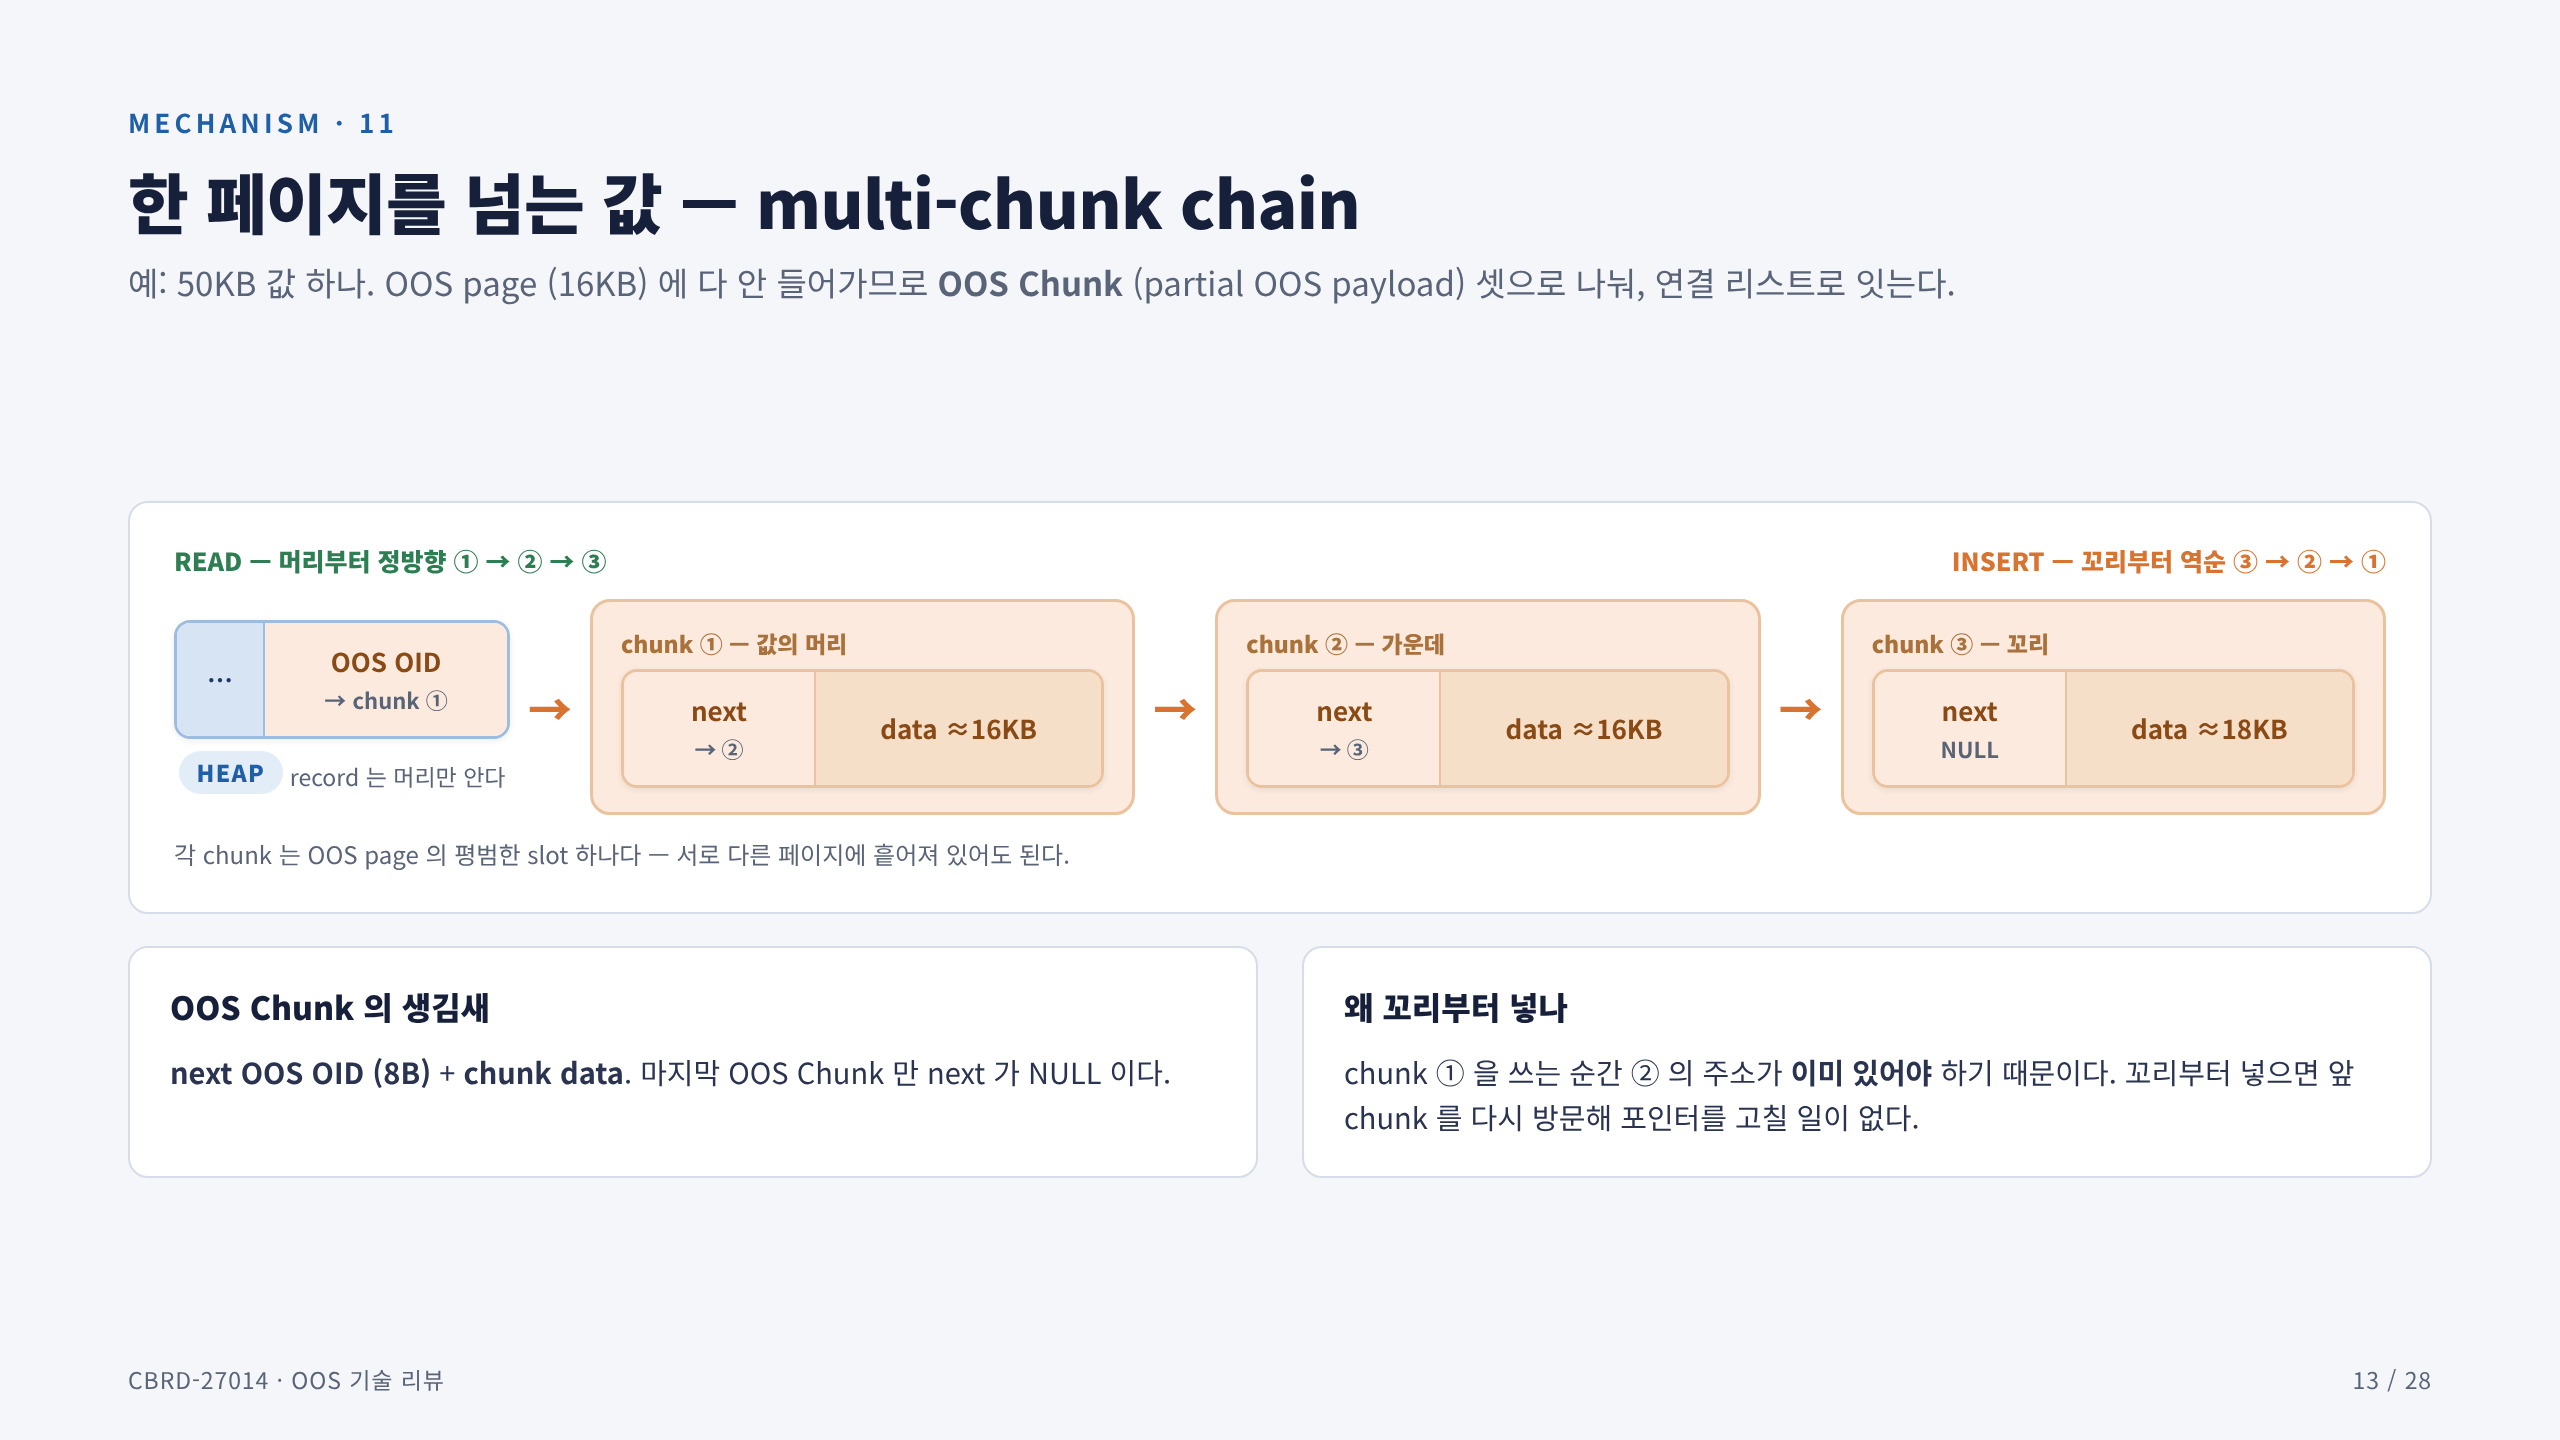 MECHANISM · 11
한 페이지를 넘는 값 — multi-chunk chain
예: 50KB 값 하나. OOS page (16KB) 에 다 안 들어가므로 OOS Chunk (partial OOS payload) 셋으로 나눠, 연결 리스트로 잇는다.
READ — 머리부터 정방향 ① → ② → ③
INSERT — 꼬리부터 역순 ③ → ② → ①
...
OOS OID
→ chunk ①
HEAP record 는 머리만 안다
→
chunk ① — 값의 머리
next
→ ②
data ≈16KB
→
chunk ② — 가운데
next
→ ③
data ≈16KB
→
chunk ③ — 꼬리
next
NULL
data ≈18KB
각 chunk 는 OOS page 의 평범한 slot 하나다 — 서로 다른 페이지에 흩어져 있어도 된다.
OOS Chunk 의 생김새
next OOS OID (8B) + chunk data. 마지막 OOS Chunk 만 next 가 NULL 이다.
왜 꼬리부터 넣나
chunk ① 을 쓰는 순간 ② 의 주소가 이미 있어야 하기 때문이다. 꼬리부터 넣으면 앞
chunk 를 다시 방문해 포인터를 고칠 일이 없다.
CBRD-27014 · OOS 기술 리뷰
13 / 28